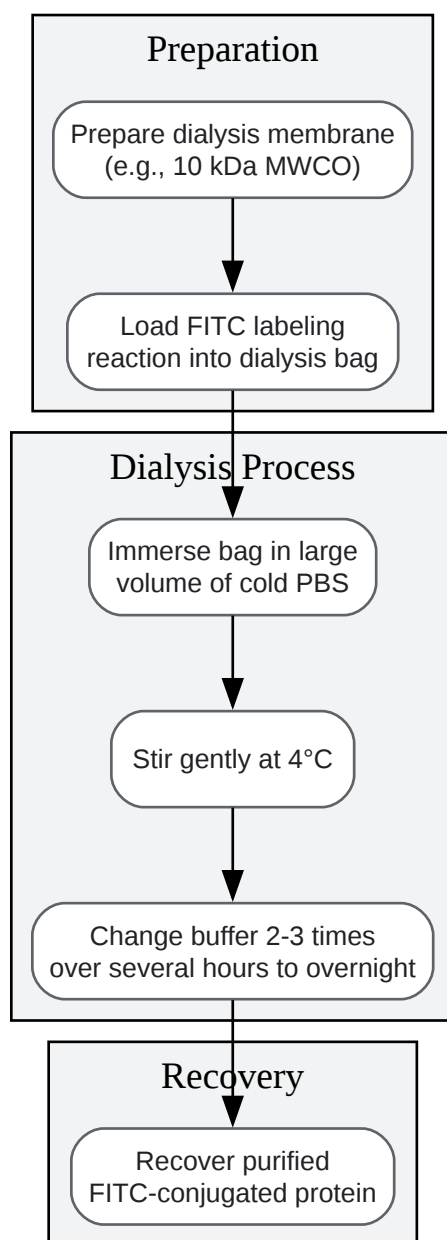 Preparation
Prepare dialysis membrane
(e.g., 10 kDa MWCO)
Load FITC labeling
reaction into dialysis bag
Dialysis Process
Immerse bag in large
volume of cold PBS
Stir gently at 4°C
Change buffer 2-3 times
over several hours to overnight
Recovery
Recover purified
FITC-conjugated protein